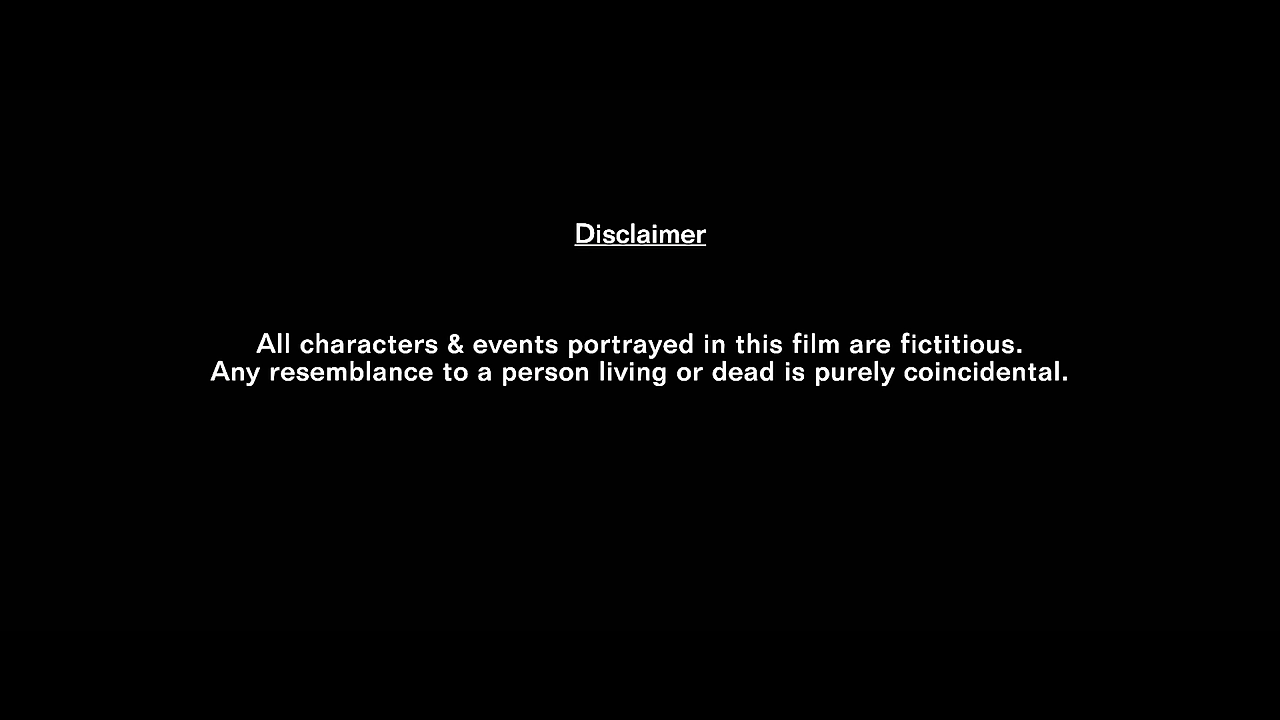 Disclaimer
All characters & events portrayed in this film are fictitious.
Any resemblance to a person living or dead is purely coincidental.